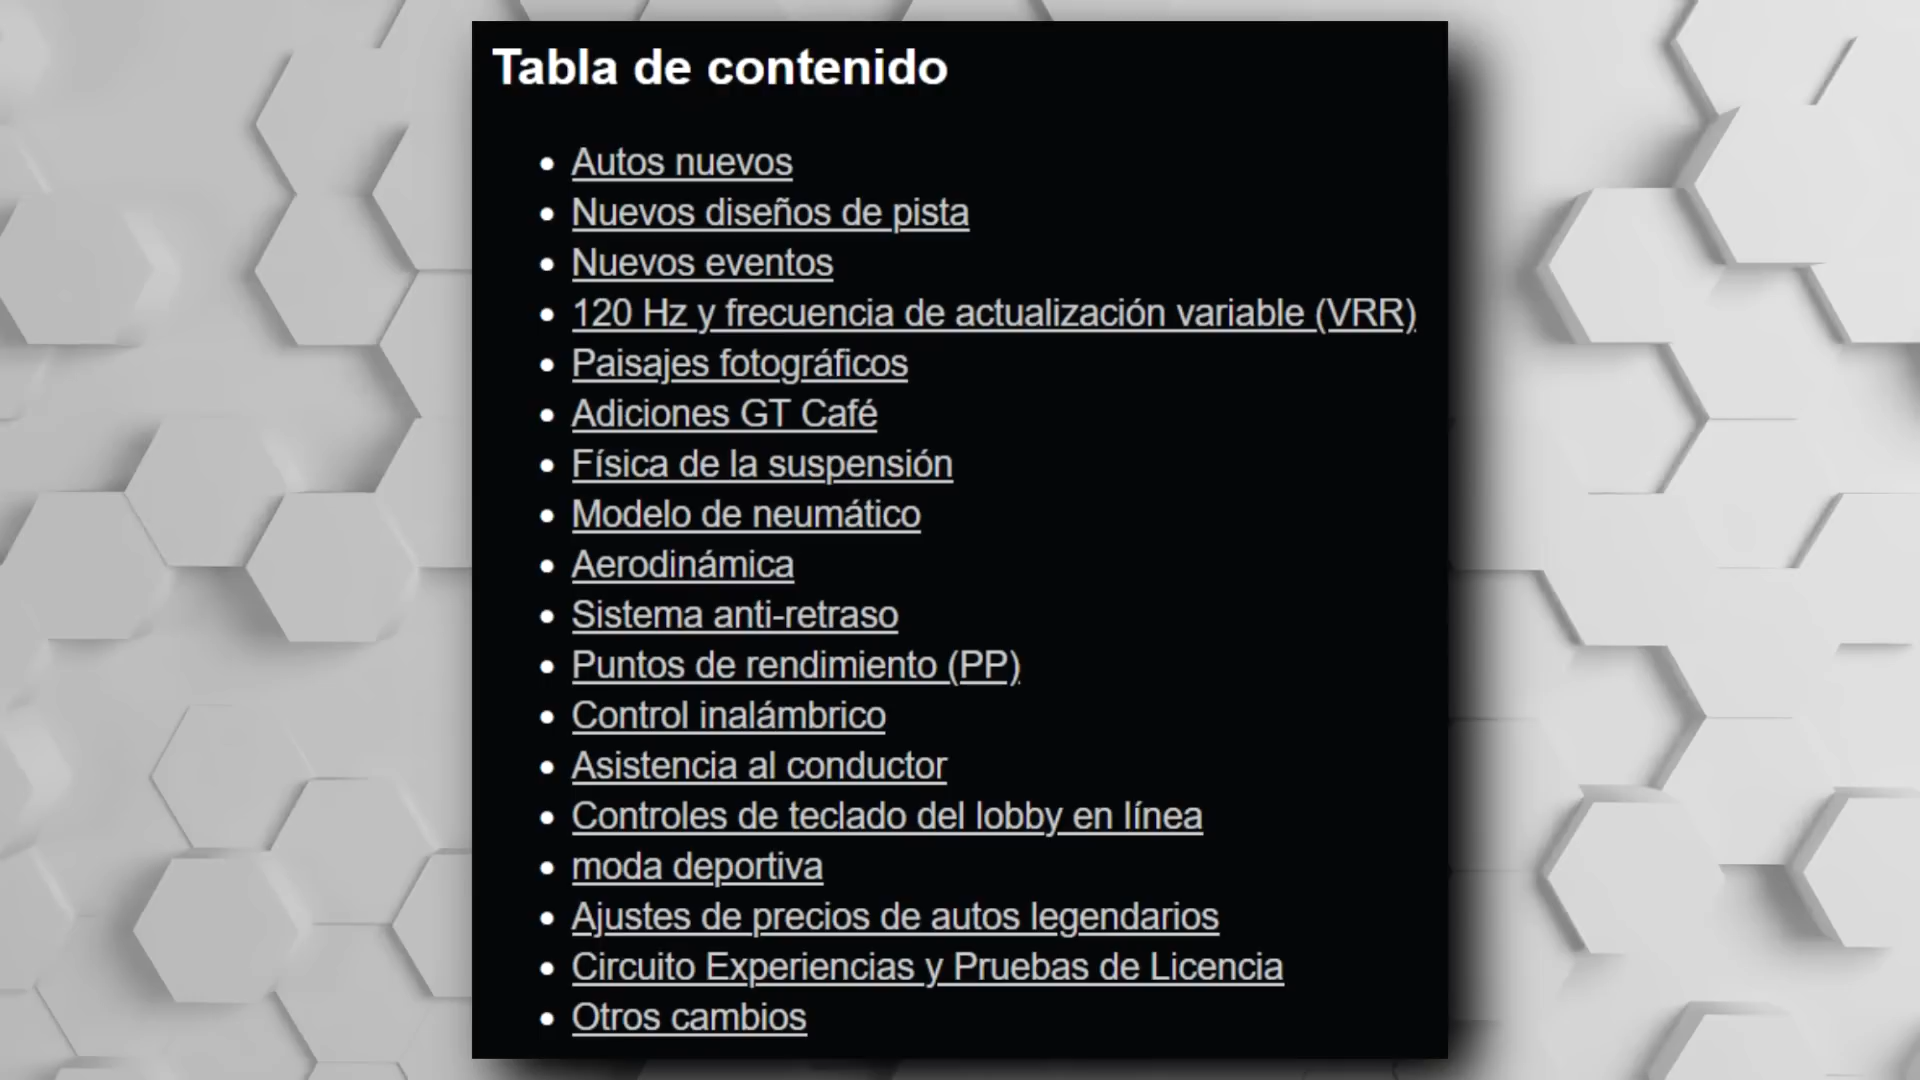 Tabla de contenido
Autos nuevos
Nuevos diseños de pista
Nuevos eventos
120 Hz y frecuencia de actualización variable (VRR)
Paisajes fotográficos
Adiciones GT Café
Física de la suspensión
Modelo de neumático
Aerodinámica
Sistema anti-retraso
Puntos de rendimiento (PP)
Control inalámbrico
Asistencia al conductor
Controles de teclado del lobby en línea
moda deportiva
Ajustes de precios de autos legendarios
Circuito Experiencias y Pruebas de Licencia
Otros cambios